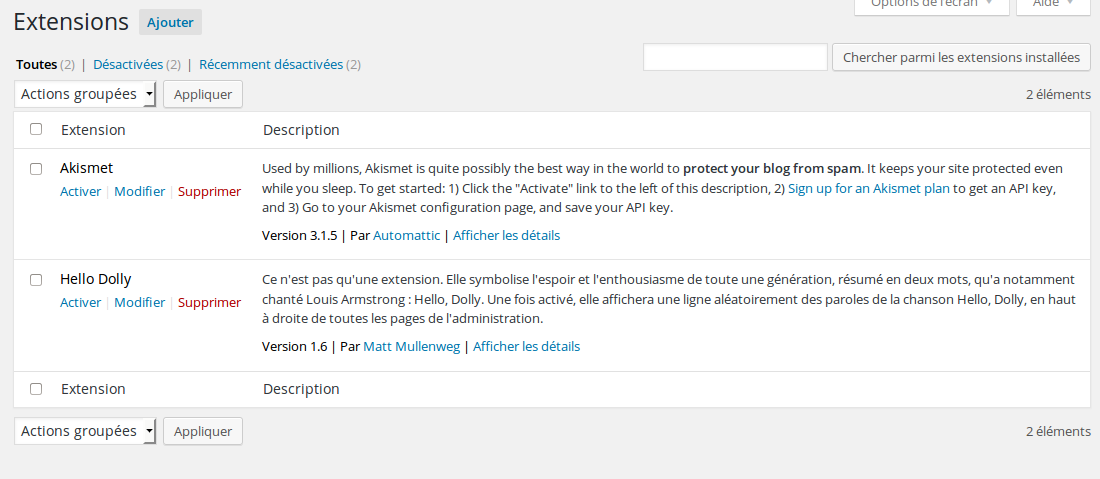 Options de l'écran Aide
Extensions Ajouter
Toutes (2) | Désactivées (2) | Récemment désactivées (2)
Chercher parmi les extensions installées
Actions groupées Appliquer 2 éléments
Extension Description
Akismet
Activer | Modifier | Supprimer
Used by millions, Akismet is quite possibly the best way in the world to protect your blog from spam. It keeps your site protected even
while you sleep. To get started: 1) Click the "Activate" link to the left of this description, 2) Sign up for an Akismet plan to get an API key,
and 3) Go to your Akismet configuration page, and save your API key.
Version 3.1.5 | Par Automattic | Afficher les détails
Hello Dolly
Activer | Modifier | Supprimer
Ce n'est pas qu'une extension. Elle symbolise l'espoir et l'enthousiasme de toute une génération, résumé en deux mots, qu'a notamment
chanté Louis Armstrong : Hello, Dolly. Une fois activé, elle affichera une ligne aléatoirement des paroles de la chanson Hello, Dolly, en haut
à droite de toutes les pages de l'administration.
Version 1.6 | Par Matt Mullenweg | Afficher les détails
Extension Description
Actions groupées Appliquer 2 éléments